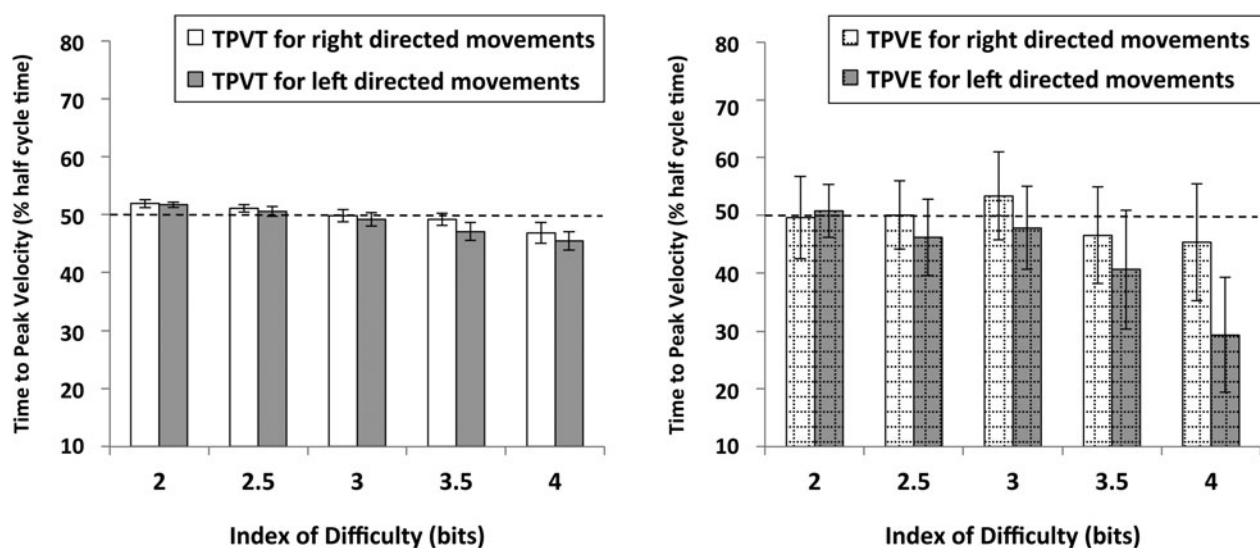 TPVT for right directed movements
TPVT for left directed movements
Time to Peak Velocity (% half cycle time)
80
70
60
50
40
30
20
10
2 2.5 3 3.5 4
Index of Difficulty (bits)
TPVE for right directed movements
TPVE for left directed movements
Time to Peak Velocity (% half cycle time)
80
70
60
50
40
30
20
10
2 2.5 3 3.5 4
Index of Difficulty (bits)